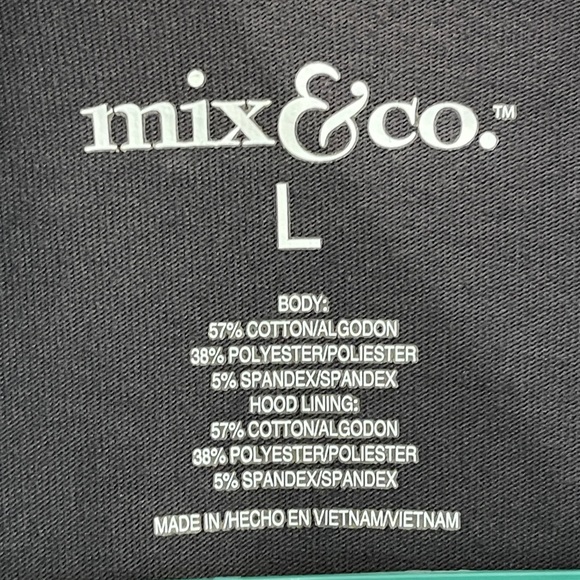 mix&co.™
L
BODY:
57% COTTON/ALGODON
38% POLYESTER/POLIESTER
5% SPANDEX/SPANDEX
HOOD LINING:
57% COTTON/ALGODON
38% POLYESTER/POLIESTER
5% SPANDEX/SPANDEX
MADE IN /HECHO EN VIETNAM/VIETNAM